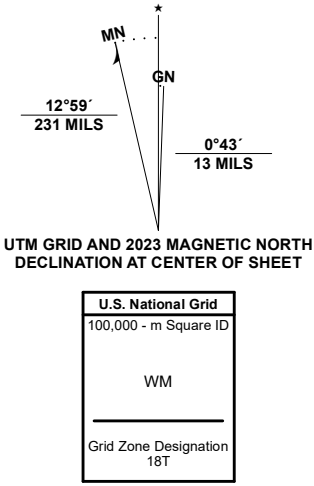 ★
MN
GN
12°59´
231 MILS
0°43´
13 MILS
UTM GRID AND 2023 MAGNETIC NORTH
DECLINATION AT CENTER OF SHEET
U.S. National Grid
100,000 - m Square ID
WM
Grid Zone Designation
18T